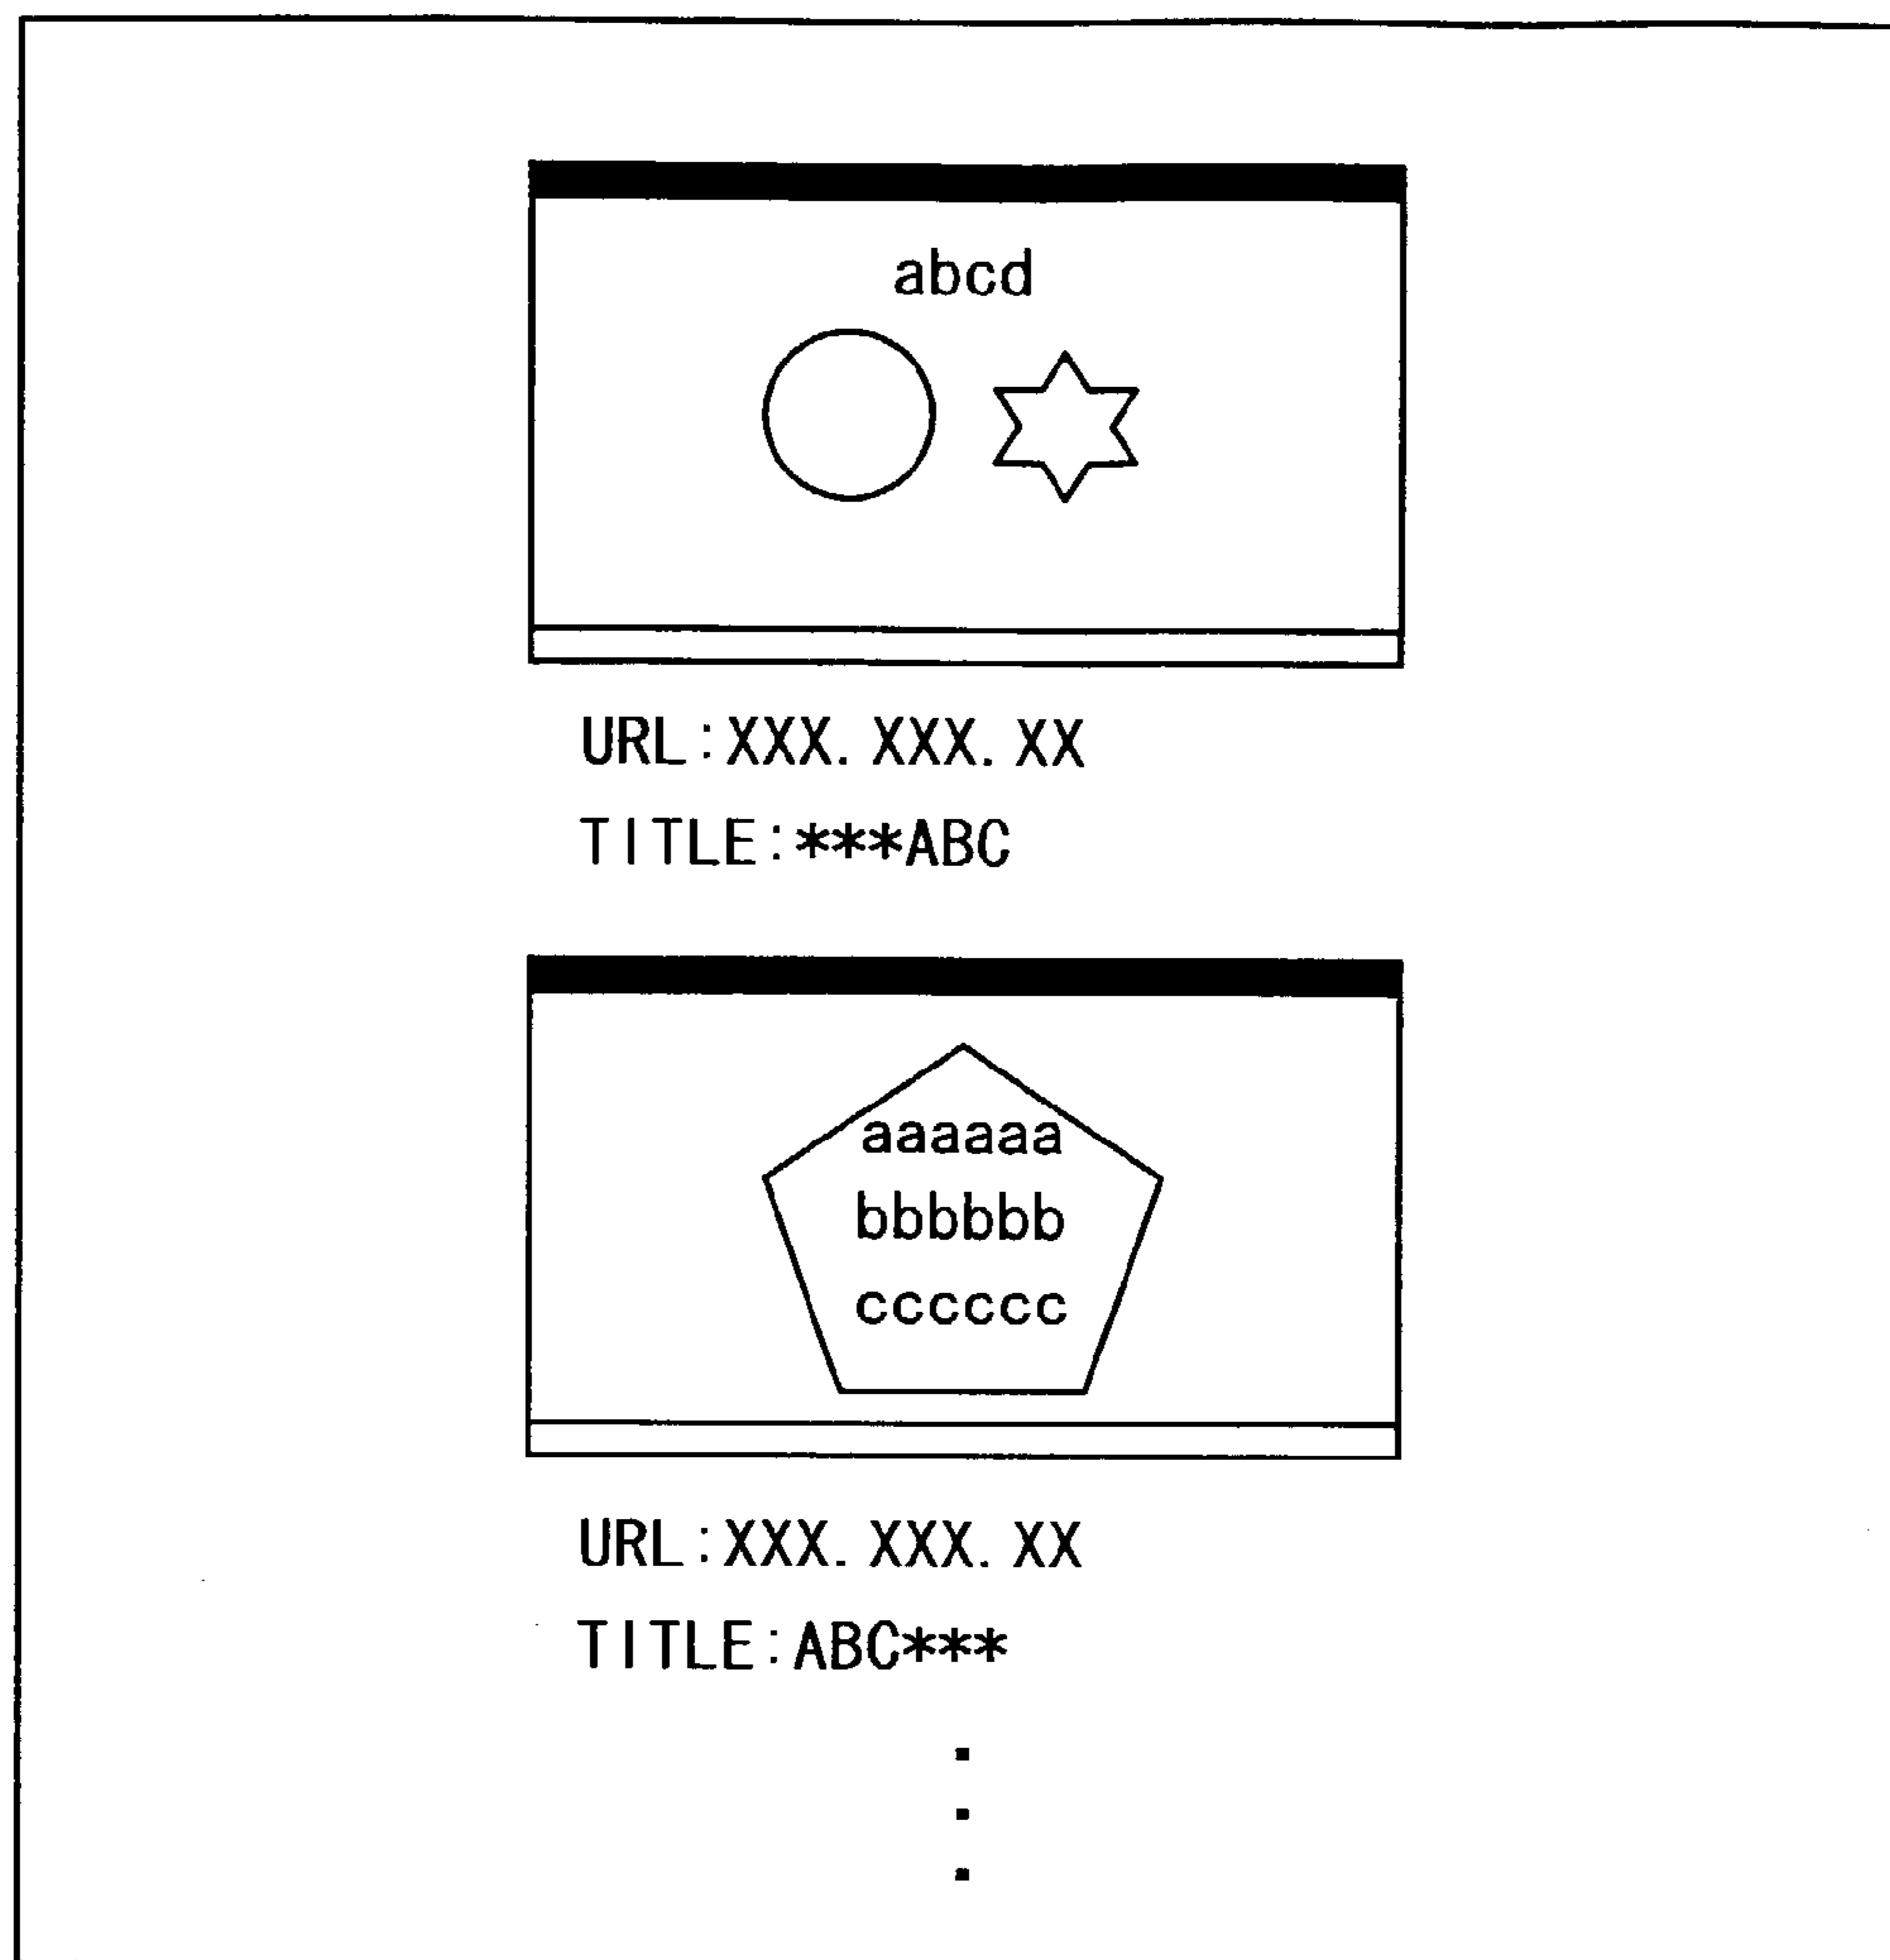 abcd
URL:XXX. XXX. XX
TITLE:***ABC
aaaaaa
bbbbbb
cccccc
URL:XXX. XXX. XX
TITLE:ABC***